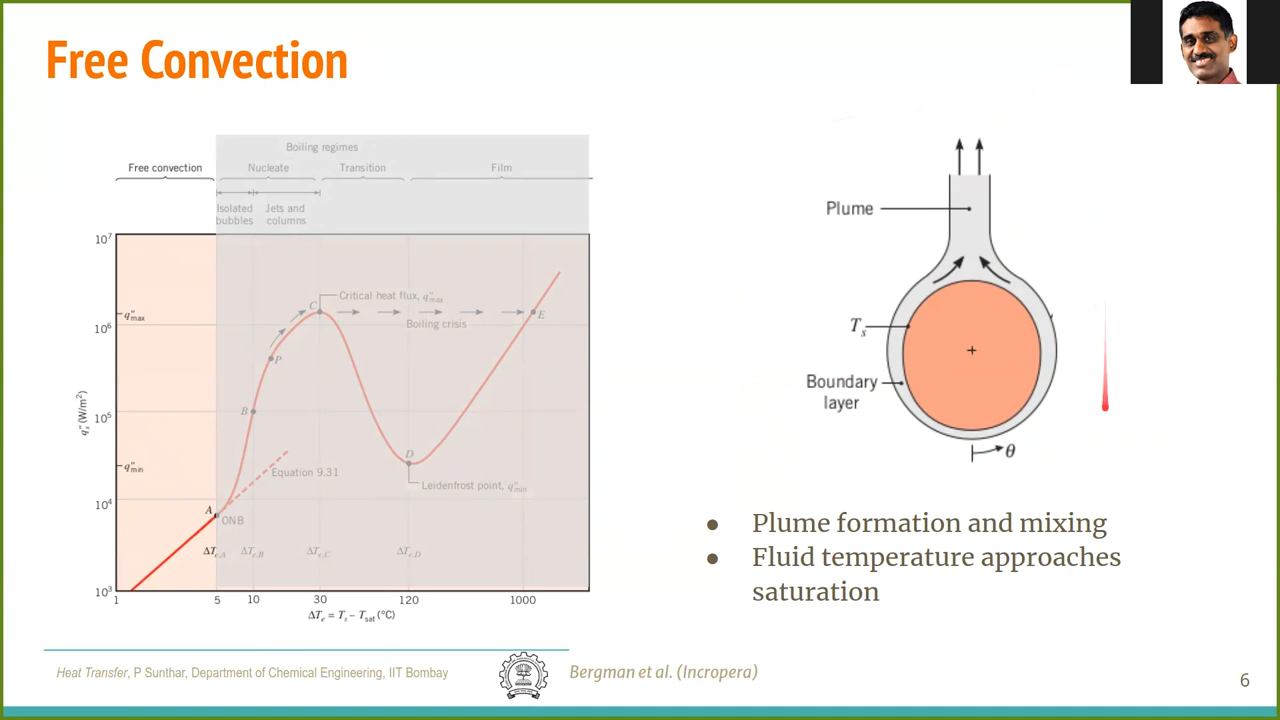 Free Convection
Boiling regimes
Free convection
Nucleate
Transition
Film
Isolated
bubbles
Jets and
columns
10⁷
q″max
10⁶
10⁵
q″min
10⁴
10³
q″s (W/m²)
C
Critical heat flux, q″max
Boiling crisis
E
P
B
Equation 9.31
D
Leidenfrost point, q″min
A
ONB
ΔTe,A
ΔTe,B
ΔTe,C
ΔTe,D
1
5
10
30
120
1000
ΔTe = Ts − Tsat (°C)
Plume
Ts
Boundary
layer
θ
● Plume formation and mixing
● Fluid temperature approaches
saturation
Heat Transfer, P Sunthar, Department of Chemical Engineering, IIT Bombay
Bergman et al. (Incropera)
6